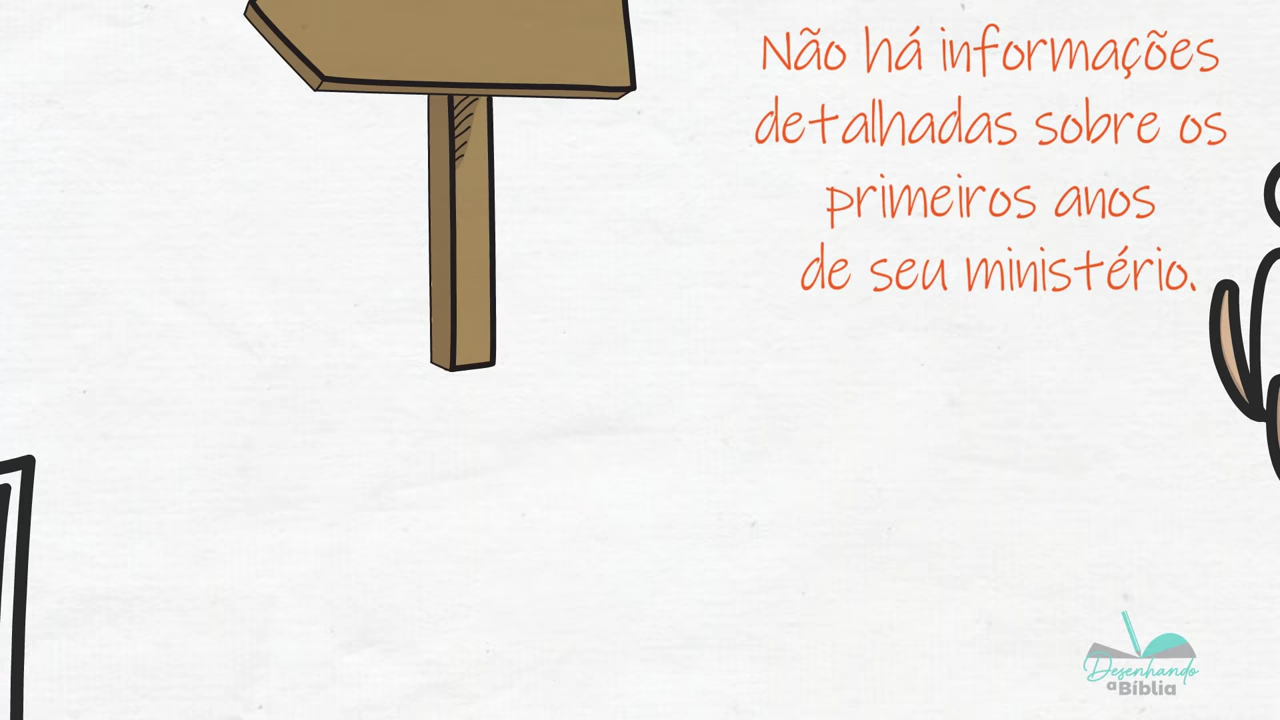 Não há informações
detalhadas sobre os
primeiros anos
de seu ministério.
Desenhando
a Bíblia